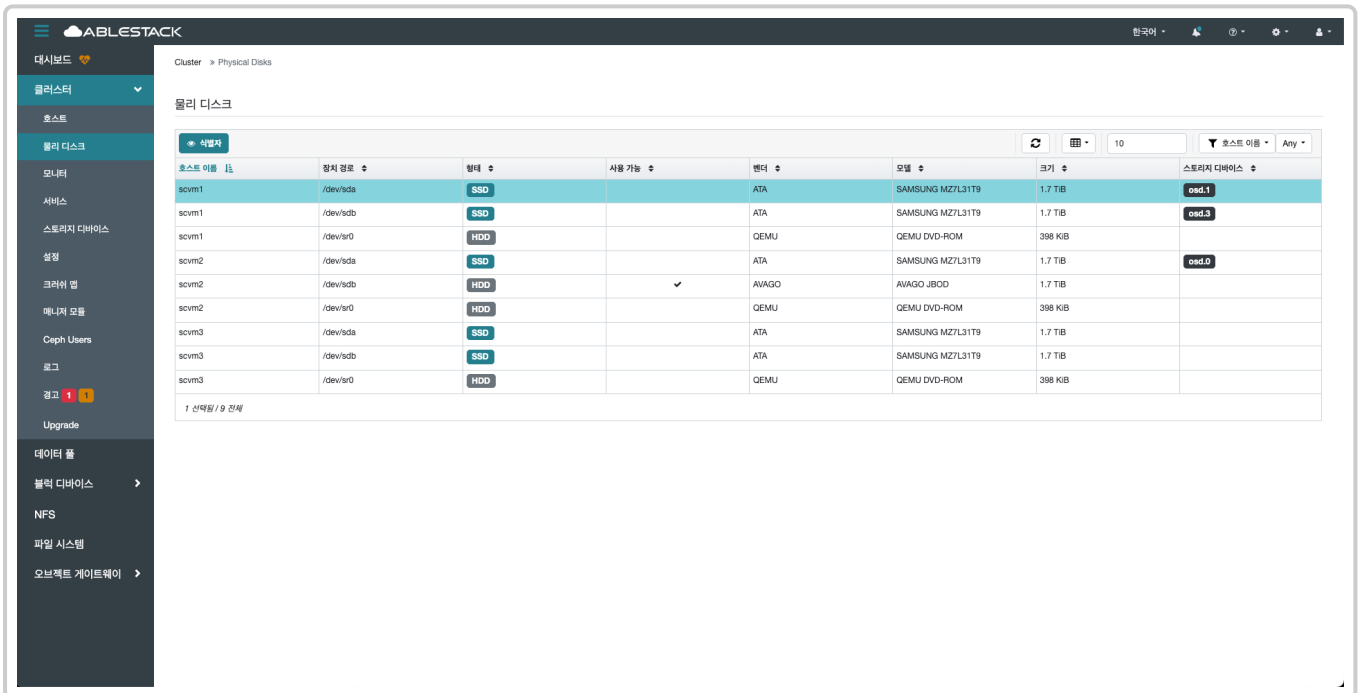 ABLESTACK 한국어
대시보드
Cluster » Physical Disks
클러스터
물리 디스크
호스트
물리 디스크
모니터
서비스
스토리지 디바이스
설정
크러쉬 맵
매니저 모듈
Ceph Users
로그
경고 1 1
Upgrade
데이터 풀
블럭 디바이스
NFS
파일 시스템
오브젝트 게이트웨이
식별자 10 호스트 이름 Any
호스트 이름 장치 경로 형태 사용 가능 벤더 모델 크기 스토리지 디바이스
scvm1 /dev/sda SSD ATA SAMSUNG MZ7L31T9 1.7 TiB osd.1
scvm1 /dev/sdb SSD ATA SAMSUNG MZ7L31T9 1.7 TiB osd.3
scvm1 /dev/sr0 HDD QEMU QEMU DVD-ROM 398 KiB
scvm2 /dev/sda SSD ATA SAMSUNG MZ7L31T9 1.7 TiB osd.0
scvm2 /dev/sdb HDD AVAGO AVAGO JBOD 1.7 TiB
scvm2 /dev/sr0 HDD QEMU QEMU DVD-ROM 398 KiB
scvm3 /dev/sda SSD ATA SAMSUNG MZ7L31T9 1.7 TiB
scvm3 /dev/sdb SSD ATA SAMSUNG MZ7L31T9 1.7 TiB
scvm3 /dev/sr0 HDD QEMU QEMU DVD-ROM 398 KiB
1 선택됨 / 9 전체